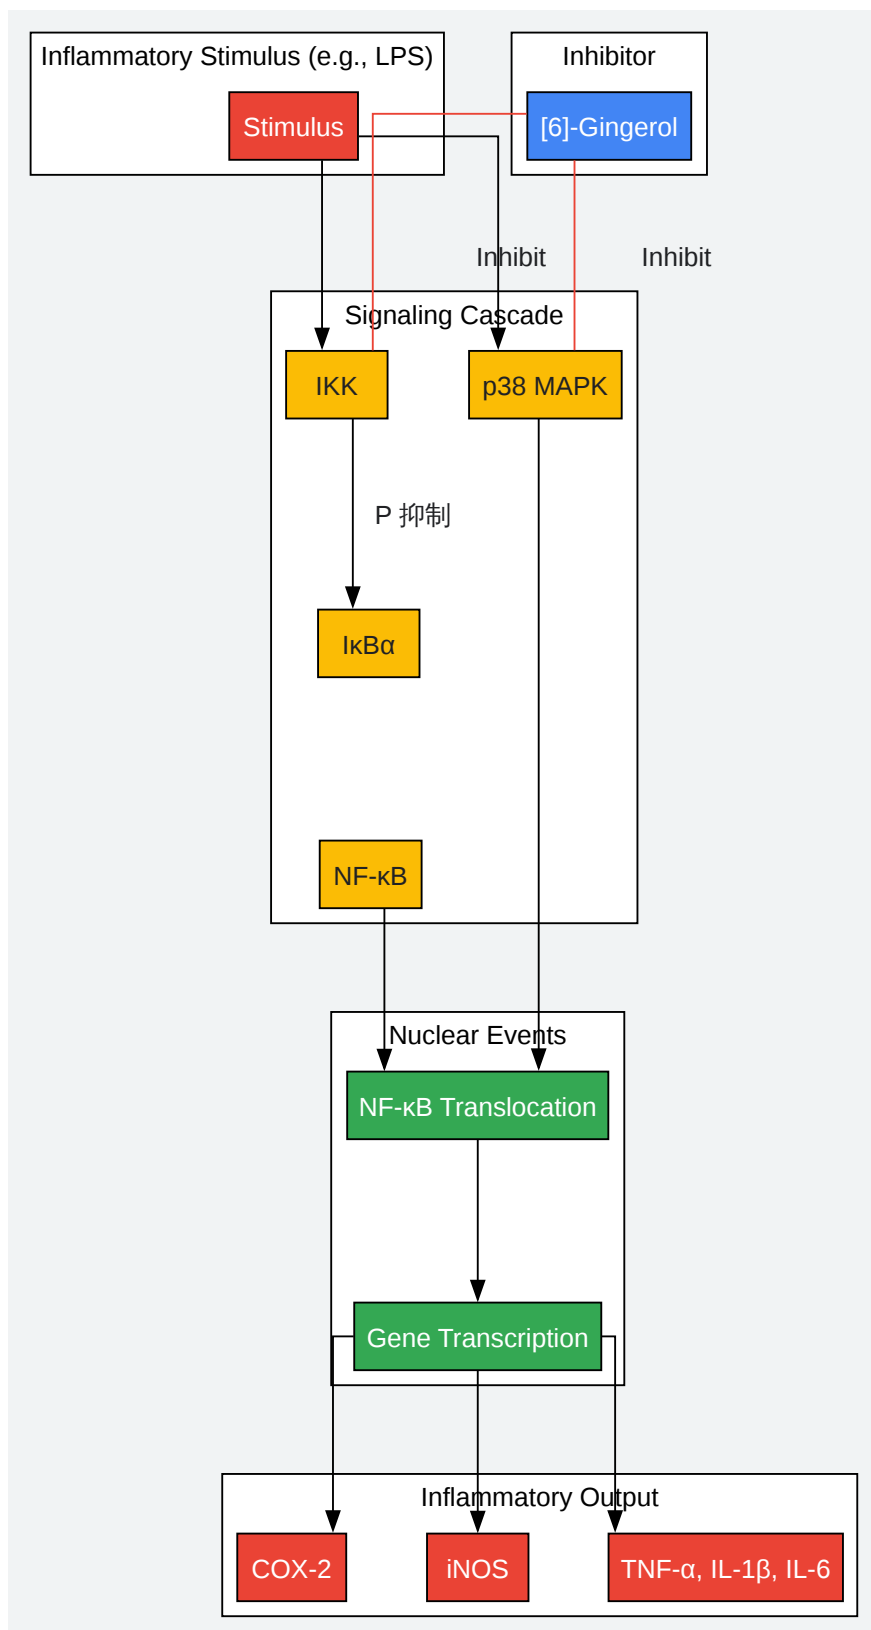 Inflammatory Stimulus (e.g., LPS)
Inhibitor
Stimulus
[6]-Gingerol
Inhibit
Inhibit
Signaling Cascade
IKK
p38 MAPK
P 抑制
IκBα
NF-κB
Nuclear Events
NF-κB Translocation
Gene Transcription
Inflammatory Output
COX-2
iNOS
TNF-α, IL-1β, IL-6